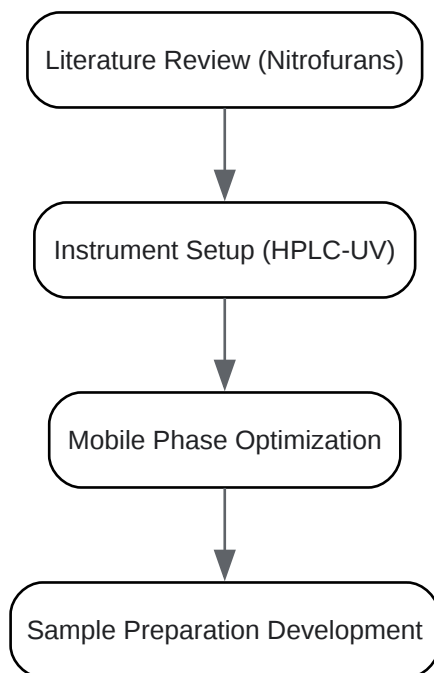 Literature Review (Nitrofurans)
Instrument Setup (HPLC-UV)
Mobile Phase Optimization
Sample Preparation Development